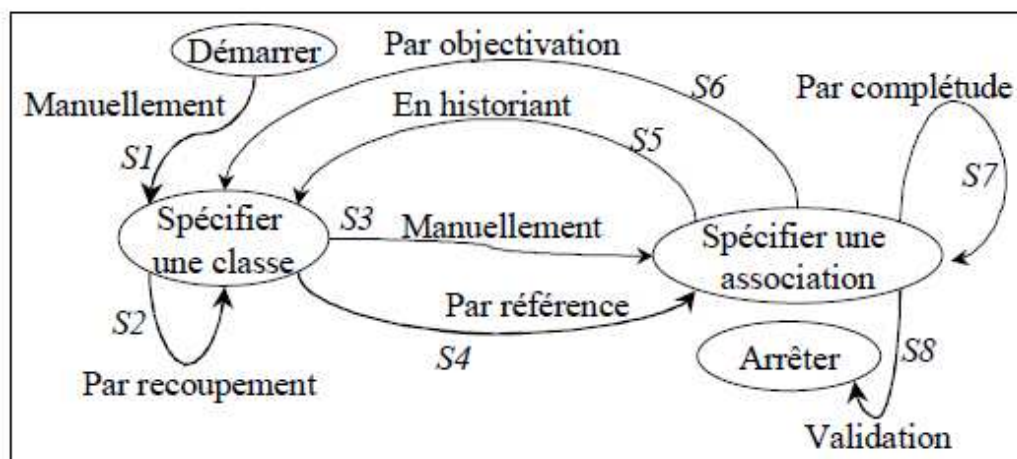 Démarrer
Par objectivation
S6
Par complétude
Manuellement
En historiant
S1
S5
S7
Spécifier
une classe
S3
Manuellement
Spécifier une
association
S2
Par référence
S4
Arrêter
S8
Par recoupement
Validation